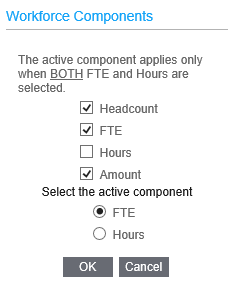 Workforce Components
The active component applies only
when BOTH FTE and Hours are
selected.
Headcount
FTE
Hours
Amount
Select the active component
FTE
Hours
OK Cancel